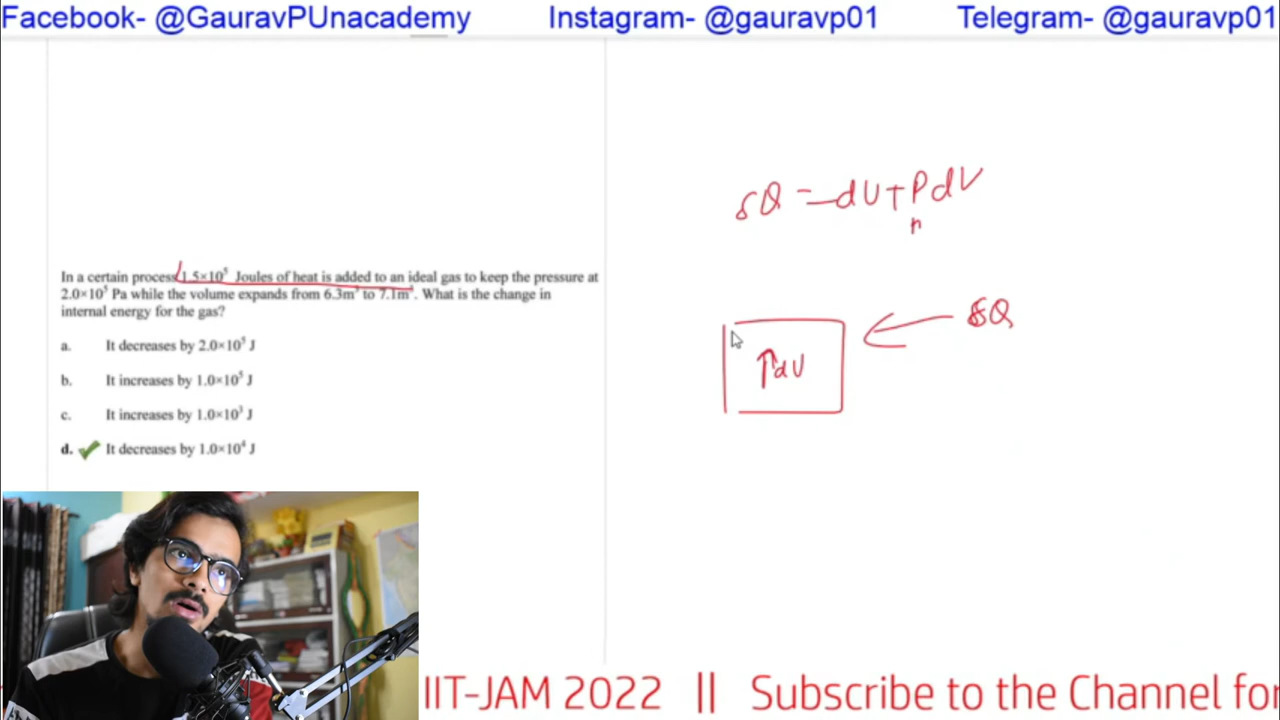 Facebook- @GauravPUnacademy Instagram- @gauravp01 Telegram- @gauravp01
δQ = dU + PdV
In a certain process 1.5×10⁵ Joules of heat is added to an ideal gas to keep the pressure at
2.0×10⁵ Pa while the volume expands from 6.3m³ to 7.1m³. What is the change in
internal energy for the gas?
a. It decreases by 2.0×10⁵ J
b. It increases by 1.0×10⁵ J
c. It increases by 1.0×10³ J
d. It decreases by 1.0×10⁴ J
δQ
↑dU
IIT-JAM 2022 || Subscribe to the Channel for